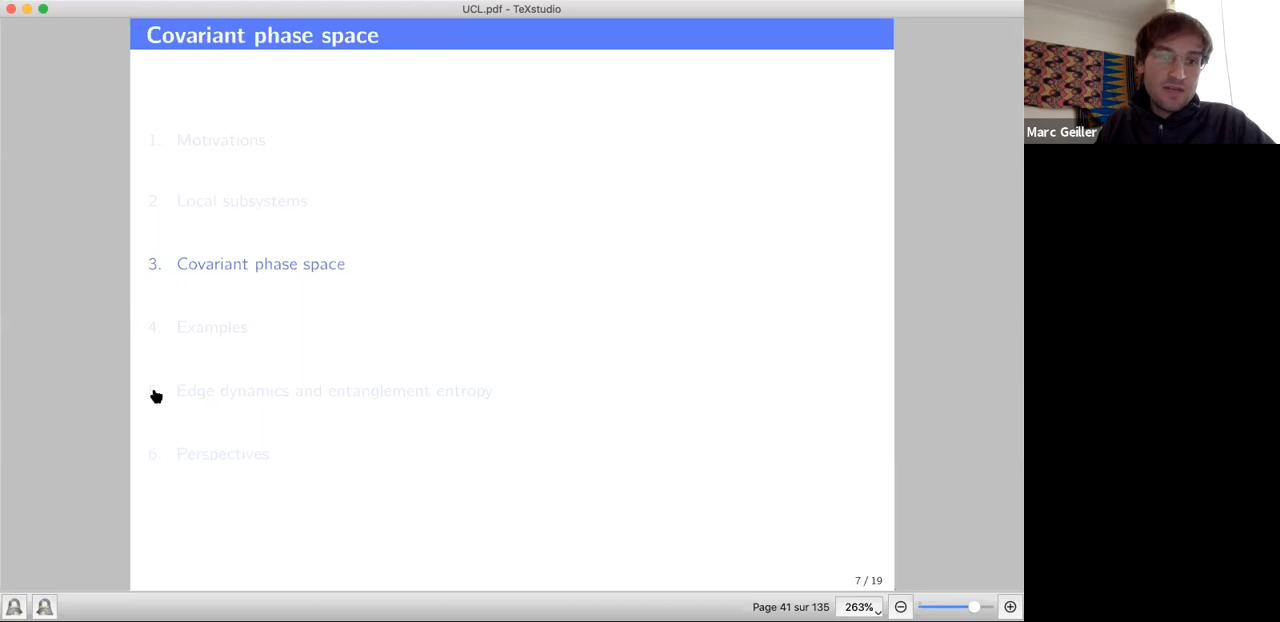 UCL.pdf - TeXstudio
Covariant phase space
1. Motivations
2. Local subsystems
3. Covariant phase space
4. Examples
Edge dynamics and entanglement entropy
6. Perspectives
7 / 19
Page 41 sur 135
263%
Marc Geiller